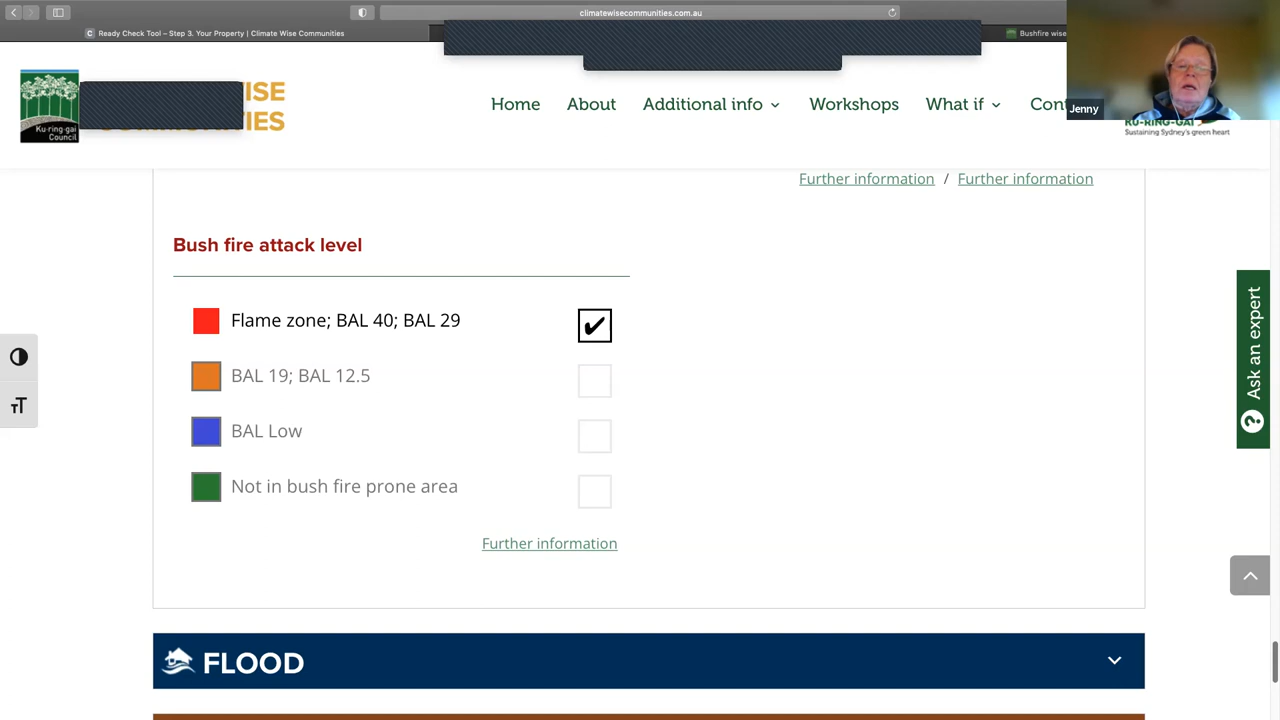 climatewisecommunities.com.au
Ready Check Tool – Step 3. Your Property | Climate Wise Communities
Bushfire wise
Ku-ring-gai
Council
ISE
COMMUNITIES
Home
About
Additional info
Workshops
What if
Con
Jenny
KU-RING-GAI
Sustaining Sydney's green heart
Further information / Further information
Bush fire attack level
Flame zone; BAL 40; BAL 29
BAL 19; BAL 12.5
BAL Low
Not in bush fire prone area
Further information
Ask an expert
FLOOD